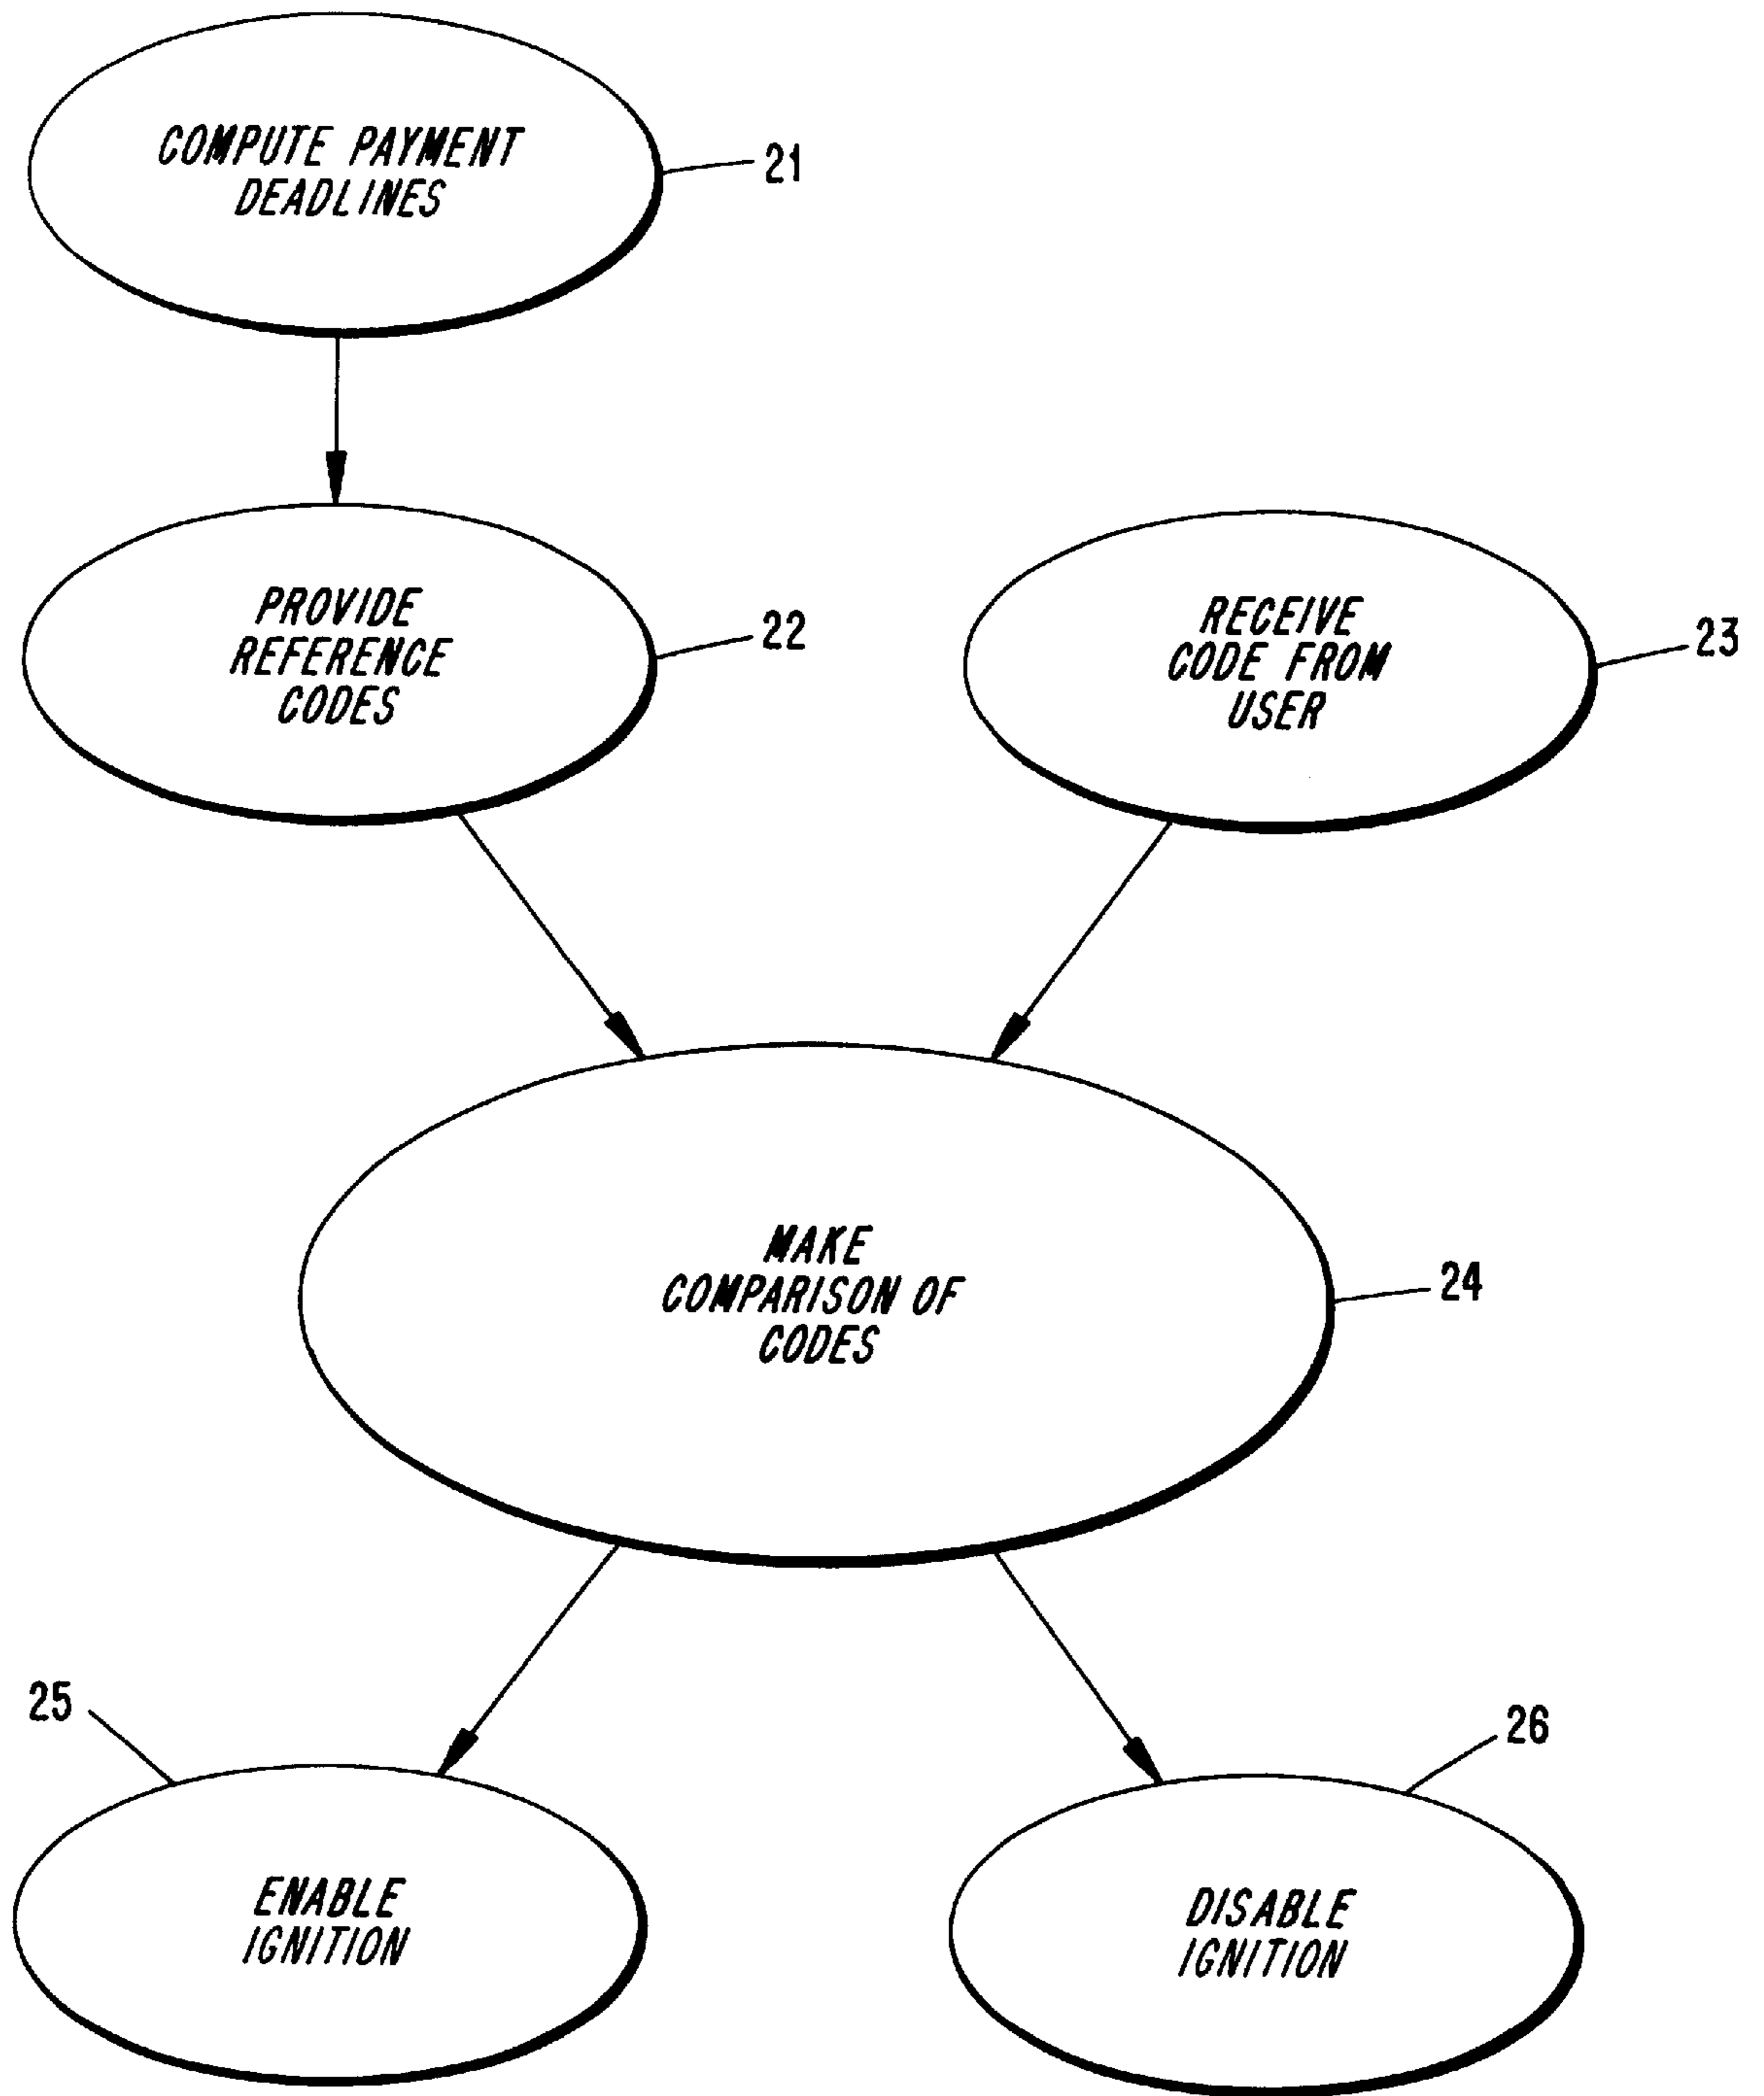 COMPUTE PAYMENT
DEADLINES
21
PROVIDE
REFERENCE
CODES
22
RECEIVE
CODE FROM
USER
23
MAKE
COMPARISON OF
CODES
24
25
ENABLE
IGNITION
26
DISABLE
IGNITION